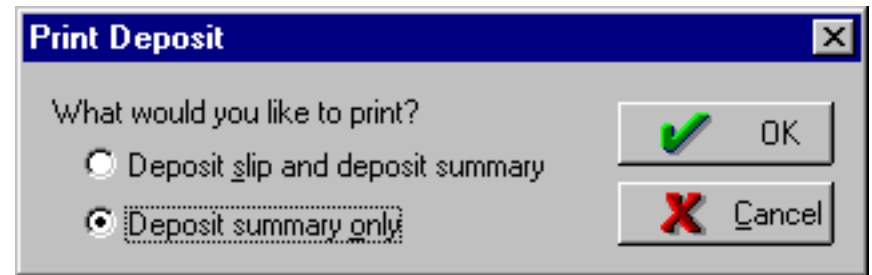 Print Deposit
What would you like to print?
Deposit slip and deposit summary
Deposit summary only
OK
Cancel